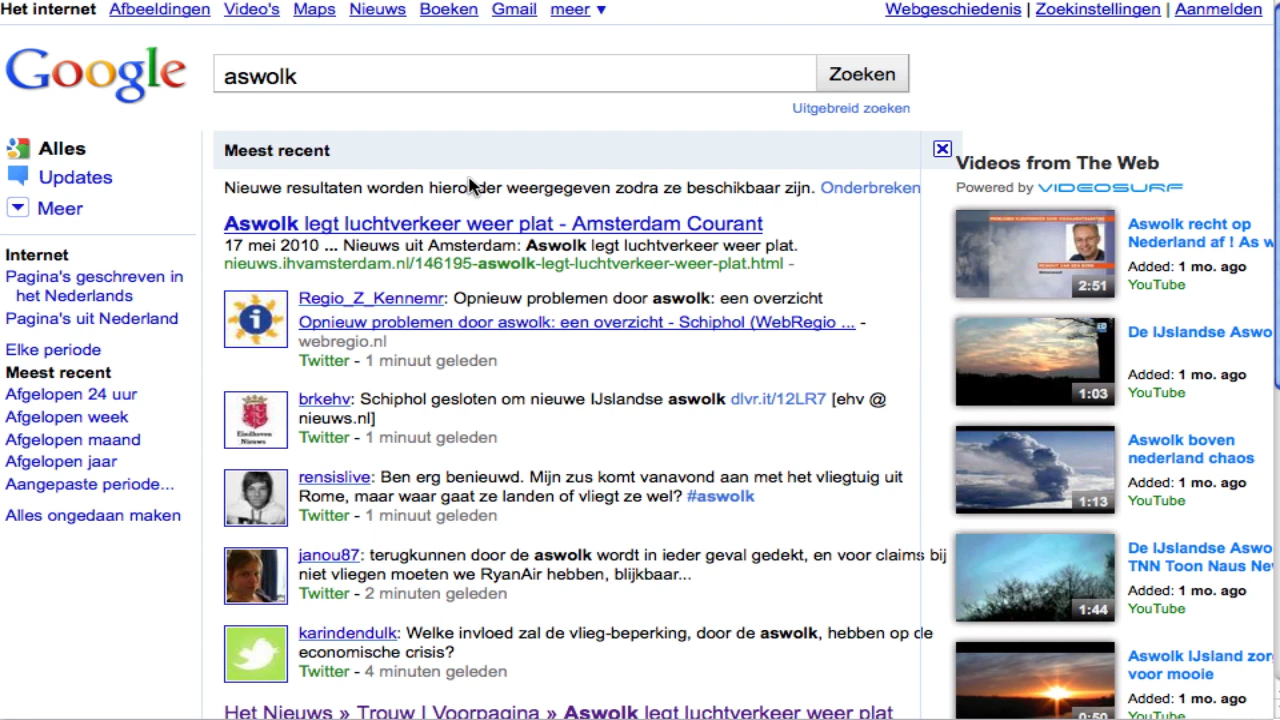 Het internet Afbeeldingen Video's Maps Nieuws Boeken Gmail meer ▼ Webgeschiedenis | Zoekinstellingen | Aanmelden
Google
aswolk
Zoeken
Uitgebreid zoeken
Alles
Updates
Meer
Internet
Pagina's geschreven in
het Nederlands
Pagina's uit Nederland
Elke periode
Meest recent
Afgelopen 24 uur
Afgelopen week
Afgelopen maand
Afgelopen jaar
Aangepaste periode...
Alles ongedaan maken
Meest recent
Nieuwe resultaten worden hieronder weergegeven zodra ze beschikbaar zijn. Onderbreken
Aswolk legt luchtverkeer weer plat - Amsterdam Courant
17 mei 2010 ... Nieuws uit Amsterdam: Aswolk legt luchtverkeer weer plat.
nieuws.ihvamsterdam.nl/146195-aswolk-legt-luchtverkeer-weer-plat.html -
Regio_Z_Kennemr: Opnieuw problemen door aswolk: een overzicht
Opnieuw problemen door aswolk: een overzicht - Schiphol (WebRegio ... -
webregio.nl
Twitter - 1 minuut geleden
Eindhoven
Nieuws
brkehv: Schiphol gesloten om nieuwe IJslandse aswolk dlvr.it/12LR7 [ehv @
nieuws.nl]
Twitter - 1 minuut geleden
rensislive: Ben erg benieuwd. Mijn zus komt vanavond aan met het vliegtuig uit
Rome, maar waar gaat ze landen of vliegt ze wel? #aswolk
Twitter - 1 minuut geleden
janou87: terugkunnen door de aswolk wordt in ieder geval gedekt, en voor claims bij
niet vliegen moeten we RyanAir hebben, blijkbaar...
Twitter - 2 minuten geleden
karindendulk: Welke invloed zal de vlieg-beperking, door de aswolk, hebben op de
economische crisis?
Twitter - 4 minuten geleden
Het Nieuws » Trouw | Voorpagina » Aswolk legt luchtverkeer weer plat
Videos from The Web
Powered by VIDEOSURF
2:51
Aswolk recht op
Nederland af ! As w
Added: 1 mo. ago
YouTube
1:03
De IJslandse Aswo
Added: 1 mo. ago
YouTube
1:13
Aswolk boven
nederland chaos
Added: 1 mo. ago
YouTube
1:44
De IJslandse Aswo
TNN Toon Naus Ne
Added: 1 mo. ago
YouTube
0:50
Aswolk IJsland zor
voor mooie
Added: 1 mo. ago
YouTube